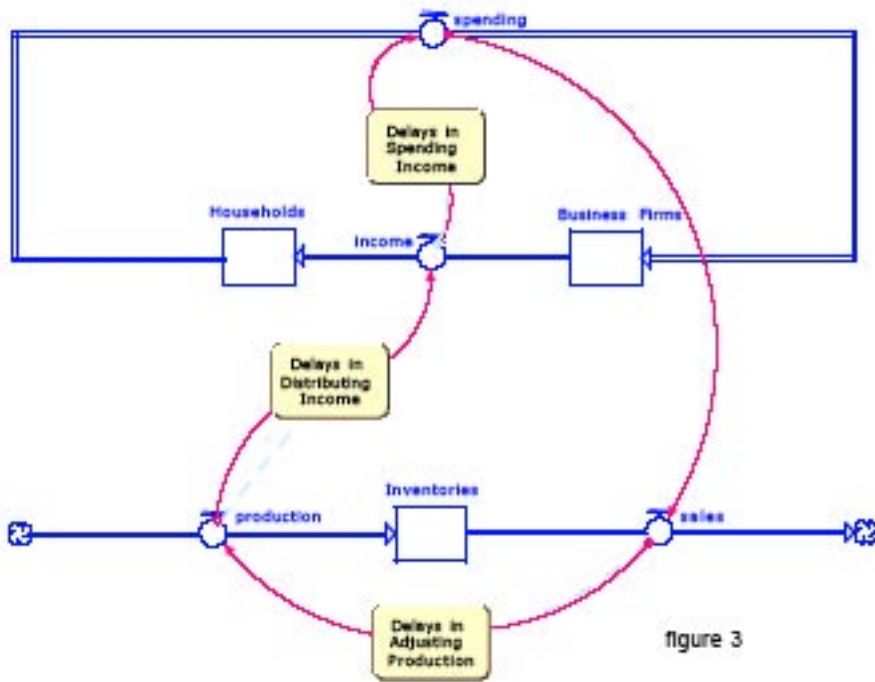 spending
Delays in
Spending
Income
Households
Business Firms
income
Delays in
Distributing
Income
Inventories
production
sales
Delays in
Adjusting
Production
figure 3